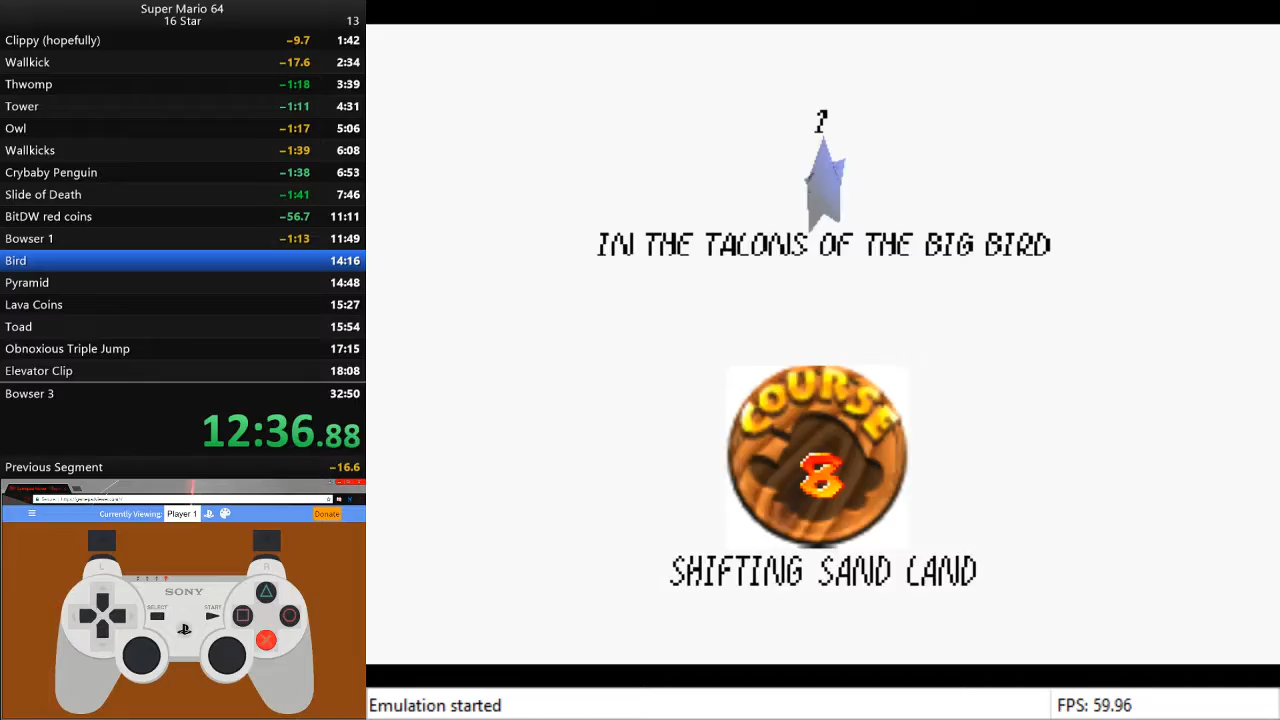 Super Mario 64
16 Star 13
Clippy (hopefully) −9.7 1:42
Wallkick −17.6 2:34
Thwomp −1:18 3:39
Tower −1:11 4:31
Owl −1:17 5:06
Wallkicks −1:39 6:08
Crybaby Penguin −1:38 6:53
Slide of Death −1:41 7:46
BitDW red coins −56.7 11:11
Bowser 1 −1:13 11:49
Bird 14:16
Pyramid 14:48
Lava Coins 15:27
Toad 15:54
Obnoxious Triple Jump 17:15
Elevator Clip 18:08
Bowser 3 32:50
12:36.88
Previous Segment −16.6
Currently Viewing: Player 1 Donate
L R
SONY
SELECT START
1
IN THE TALONS OF THE BIG BIRD
COURSE
8
SHIFTING SAND LAND
Emulation started FPS: 59.96